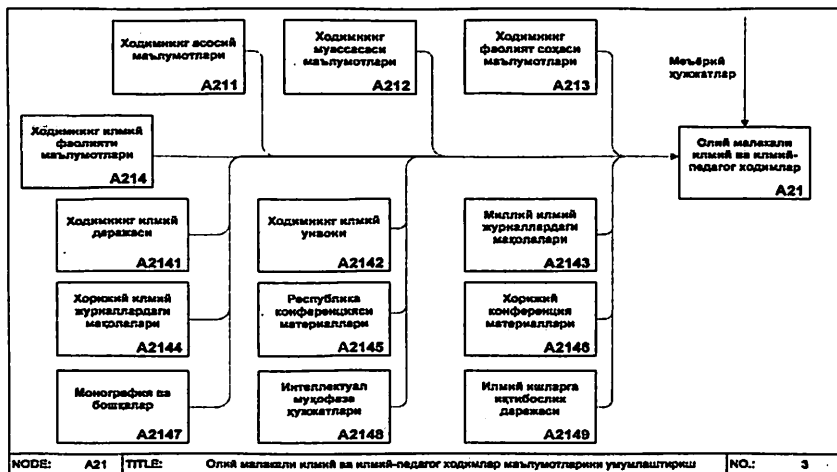 Ходимнинг асосий
маълумотлари
A211
Ходимнинг
муассасаси
маълумотлари
A212
Ходимнинг
фаолият соҳаси
маълумотлари
A213
Меъёрий
ҳужжатлар
Ходимнинг илмий
фаолияти
маълумотлари
A214
Олий малакали
илмий ва илмий-
педагог ходимлар
A21
Ходимнинг илмий
даражаси
A2141
Ходимнинг илмий
унвони
A2142
Миллий илмий
журналлардаги
мақолалари
A2143
Хорижий илмий
журналлардаги
мақолалари
A2144
Республика
конференцияси
материаллари
A2145
Хорижий
конференция
материаллари
A2146
Монография ва
бошқалар
A2147
Интеллектуал
муҳофаза
ҳужжатлари
A2148
Илмий ишларга
иқтибослик
даражаси
A2149
NODE: A21 TITLE: Олий малакали илмий ва илмий-педагог ходимлар маълумотларини умумлаштириш NO.: 3